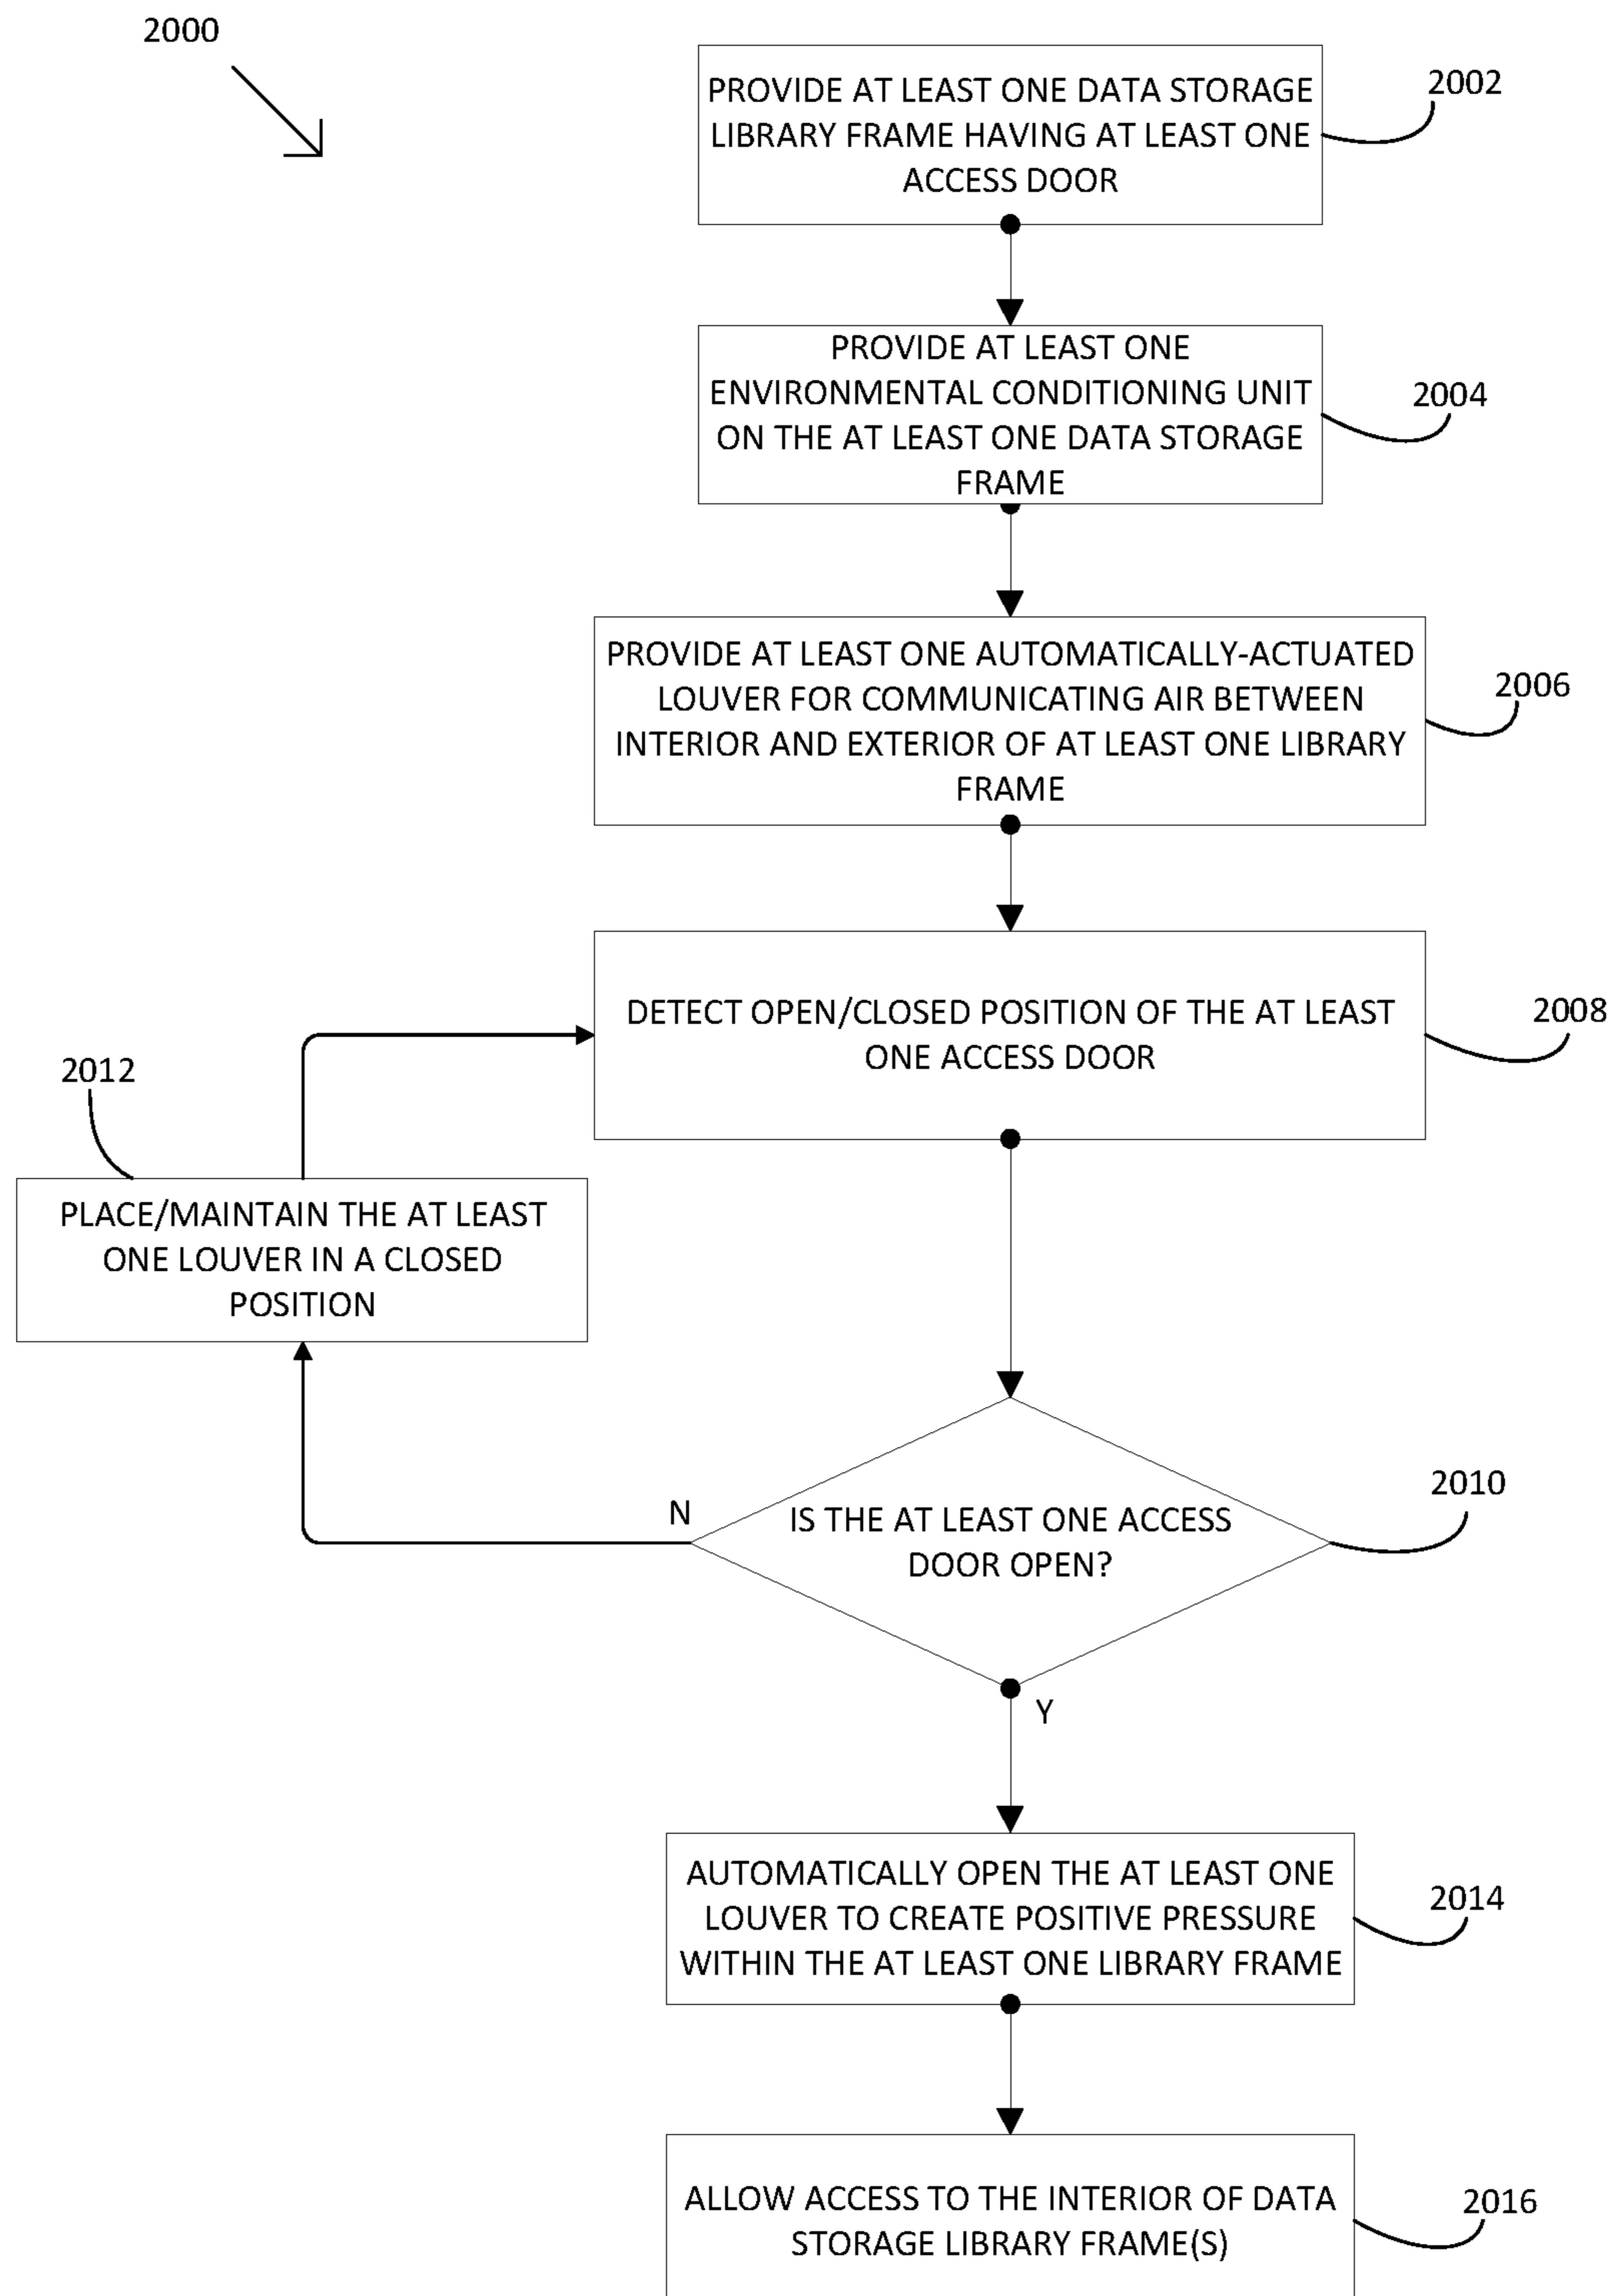 2000
PROVIDE AT LEAST ONE DATA STORAGE
LIBRARY FRAME HAVING AT LEAST ONE
ACCESS DOOR
2002
PROVIDE AT LEAST ONE
ENVIRONMENTAL CONDITIONING UNIT
ON THE AT LEAST ONE DATA STORAGE
FRAME
2004
PROVIDE AT LEAST ONE AUTOMATICALLY-ACTUATED
LOUVER FOR COMMUNICATING AIR BETWEEN
INTERIOR AND EXTERIOR OF AT LEAST ONE LIBRARY
FRAME
2006
DETECT OPEN/CLOSED POSITION OF THE AT LEAST
ONE ACCESS DOOR
2008
2012
PLACE/MAINTAIN THE AT LEAST
ONE LOUVER IN A CLOSED
POSITION
N
IS THE AT LEAST ONE ACCESS
DOOR OPEN?
2010
Y
AUTOMATICALLY OPEN THE AT LEAST ONE
LOUVER TO CREATE POSITIVE PRESSURE
WITHIN THE AT LEAST ONE LIBRARY FRAME
2014
ALLOW ACCESS TO THE INTERIOR OF DATA
STORAGE LIBRARY FRAME(S)
2016